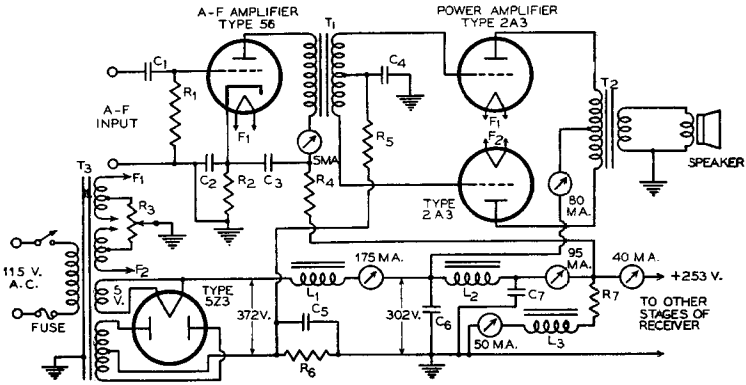 A-F AMPLIFIER
TYPE 56
T1
POWER AMPLIFIER
TYPE 2A3
C1
R1
A-F
INPUT
F1
C4
R5
F1
F2
T2
SPEAKER
5MA.
C2
R2
C3
R4
TYPE
2A3
80
MA.
T3
F1
R3
F2
115 V.
A.C.
FUSE
5
V.
TYPE
5Z3
372V.
L1
175 MA.
302V.
L2
95
MA.
40 MA.
+253 V.
TO OTHER
STAGES OF
RECEIVER
C5
R6
C6
C7
R7
50 MA.
L3